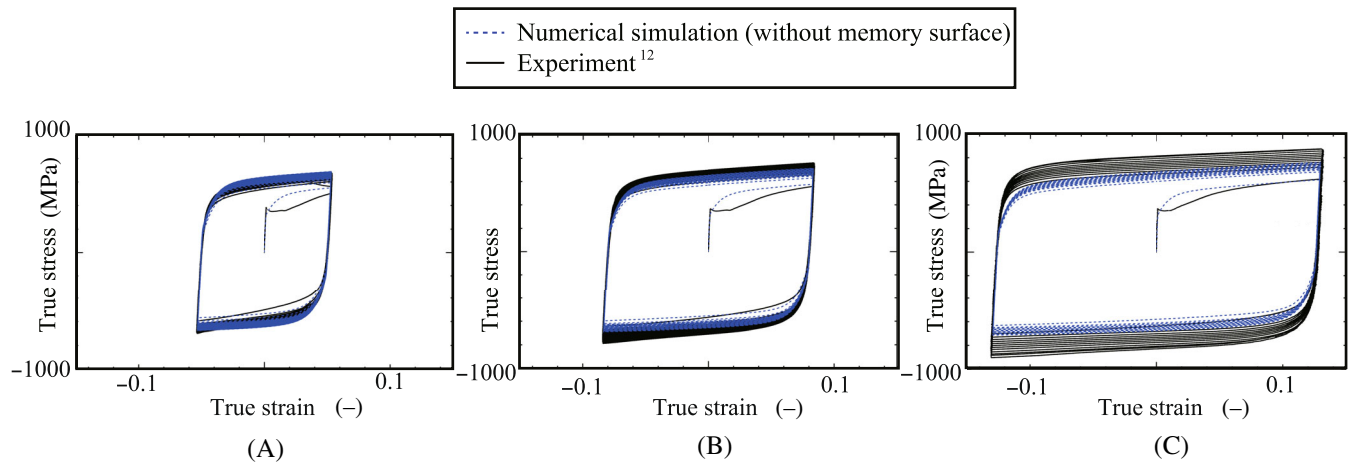 Numerical simulation (without memory surface)
Experiment 12
1000
True stress (MPa)
−1000
−0.1
0.1
True strain (−)
(A)
1000
True stress
−1000
−0.1
0.1
True strain (−)
(B)
1000
True stress (MPa)
−1000
−0.1
0.1
True strain (−)
(C)